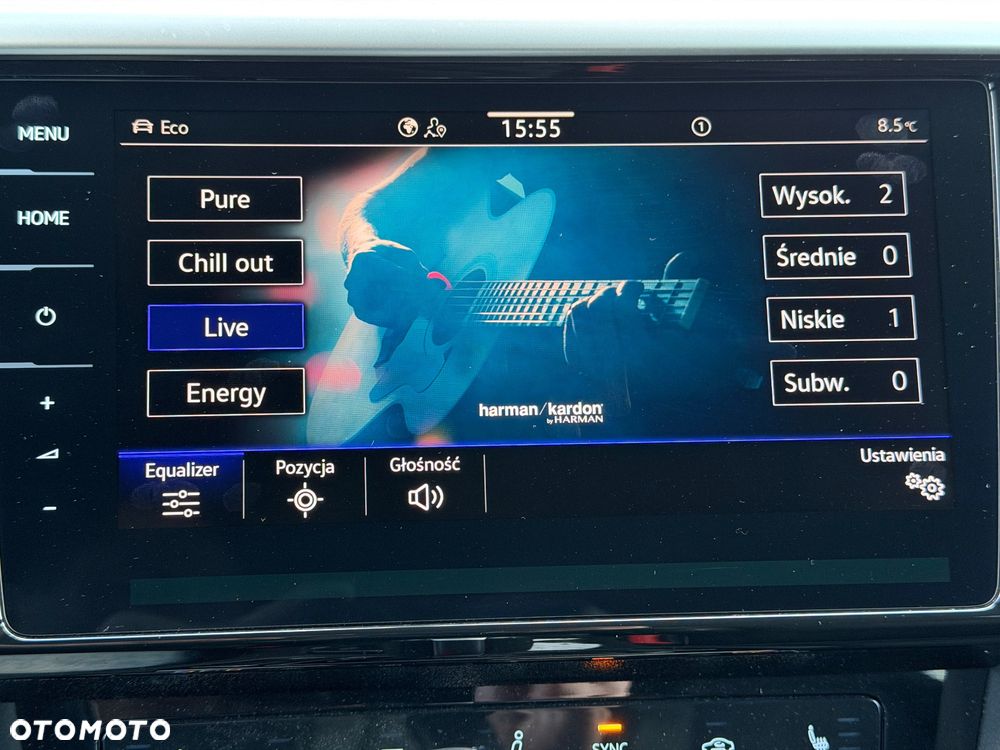 MENU
HOME
Eco
15:55
1
8.5°C
Pure
Chill out
Live
Energy
Wysok. 2
Średnie 0
Niskie 1
Subw. 0
harman/kardon®
by HARMAN
Equalizer
Pozycja
Głośność
Ustawienia
SYNC
OTOMOTO